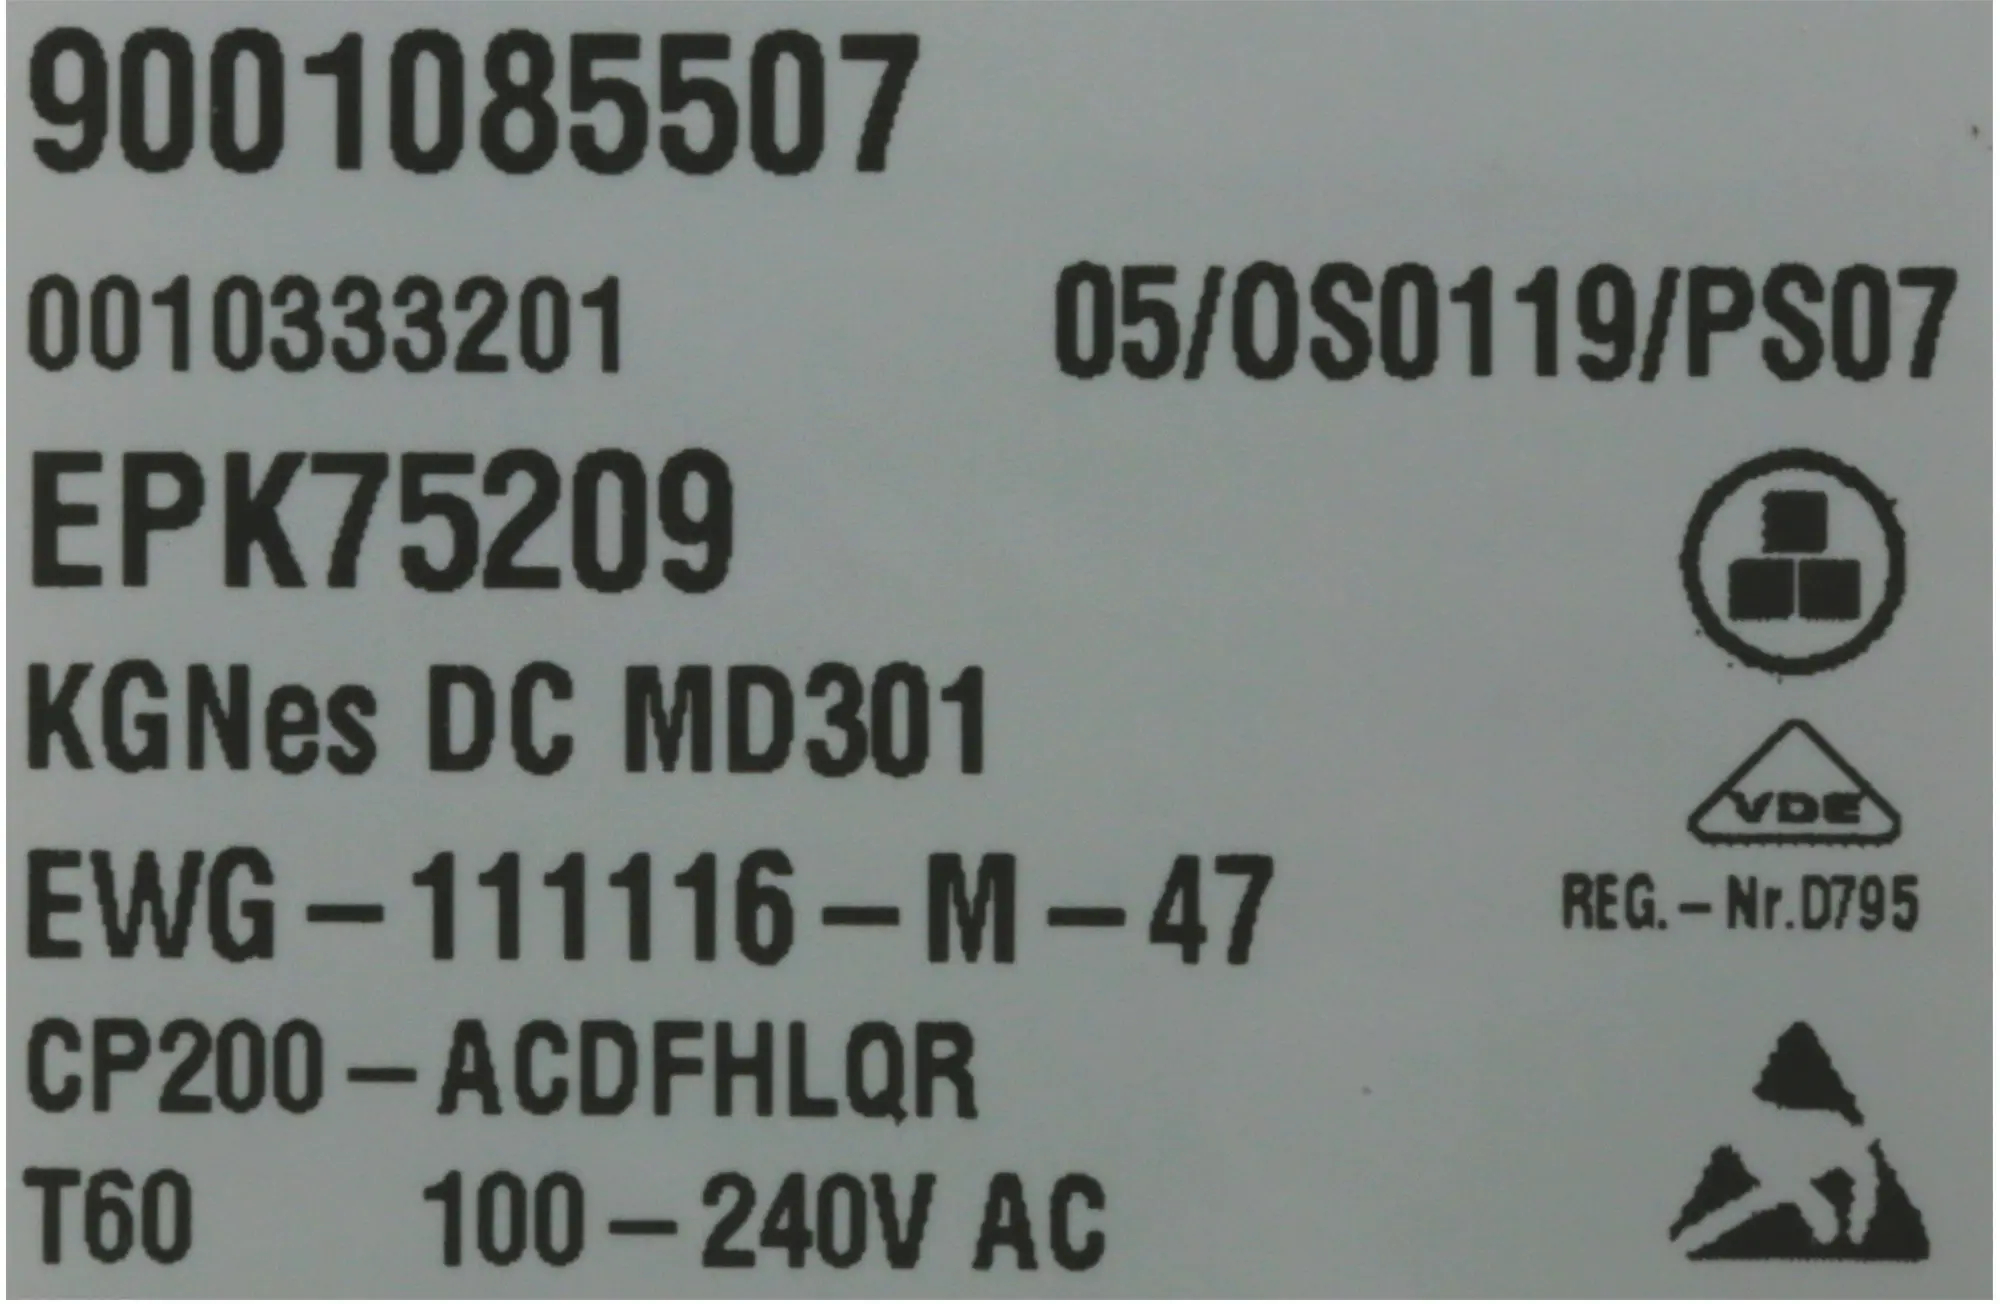 9001085507
0010333201 05/OS0119/PS07
EPK75209
KGNes DC MD301
VDE
EWG-111116-M-47
REG.-Nr.D795
CP200-ACDFHLQR
T60 100-240V AC